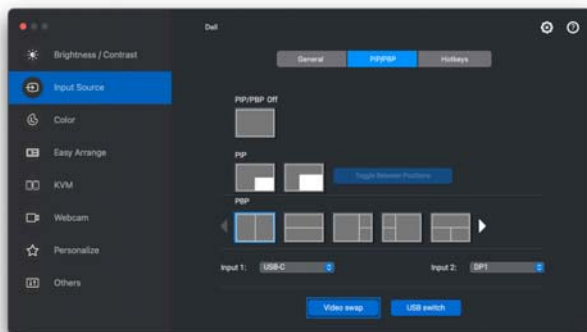 Dell
Brightness / Contrast
Input Source
Color
Easy Arrange
KVM
Webcam
Personalize
Others
General
PIP/PBP
Hotkeys
PIP/PBP Off
PIP
Toggle Between Positions
PBP
Input 1:
USB-C
Input 2:
DP1
Video swap
USB switch